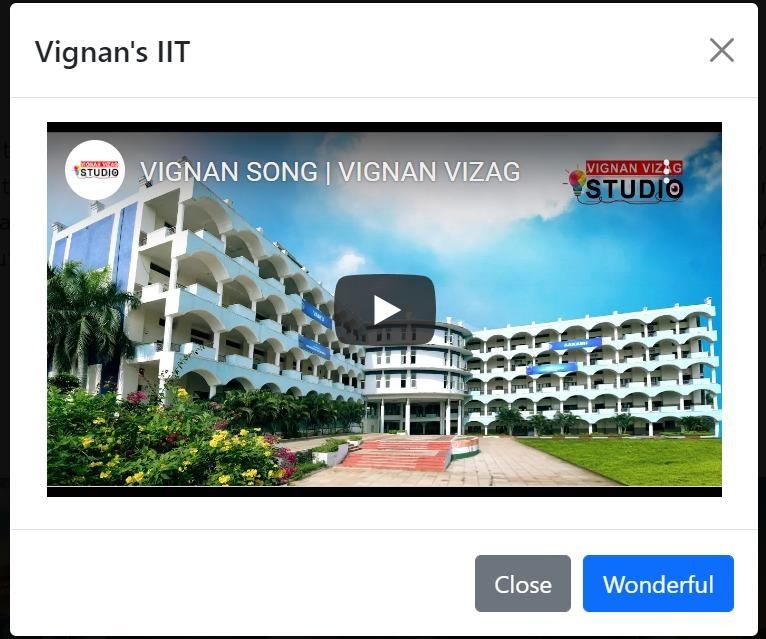 Vignan's IIT
VIGNAN VIZAG
STUDIO
VIGNAN SONG | VIGNAN VIZAG
VIGNAN VIZAG
STUDIO
Close
Wonderful